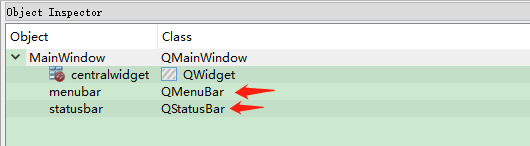 Object Inspector
Object Class
MainWindow QMainWindow
centralwidget QWidget
menubar QMenuBar
statusbar QStatusBar